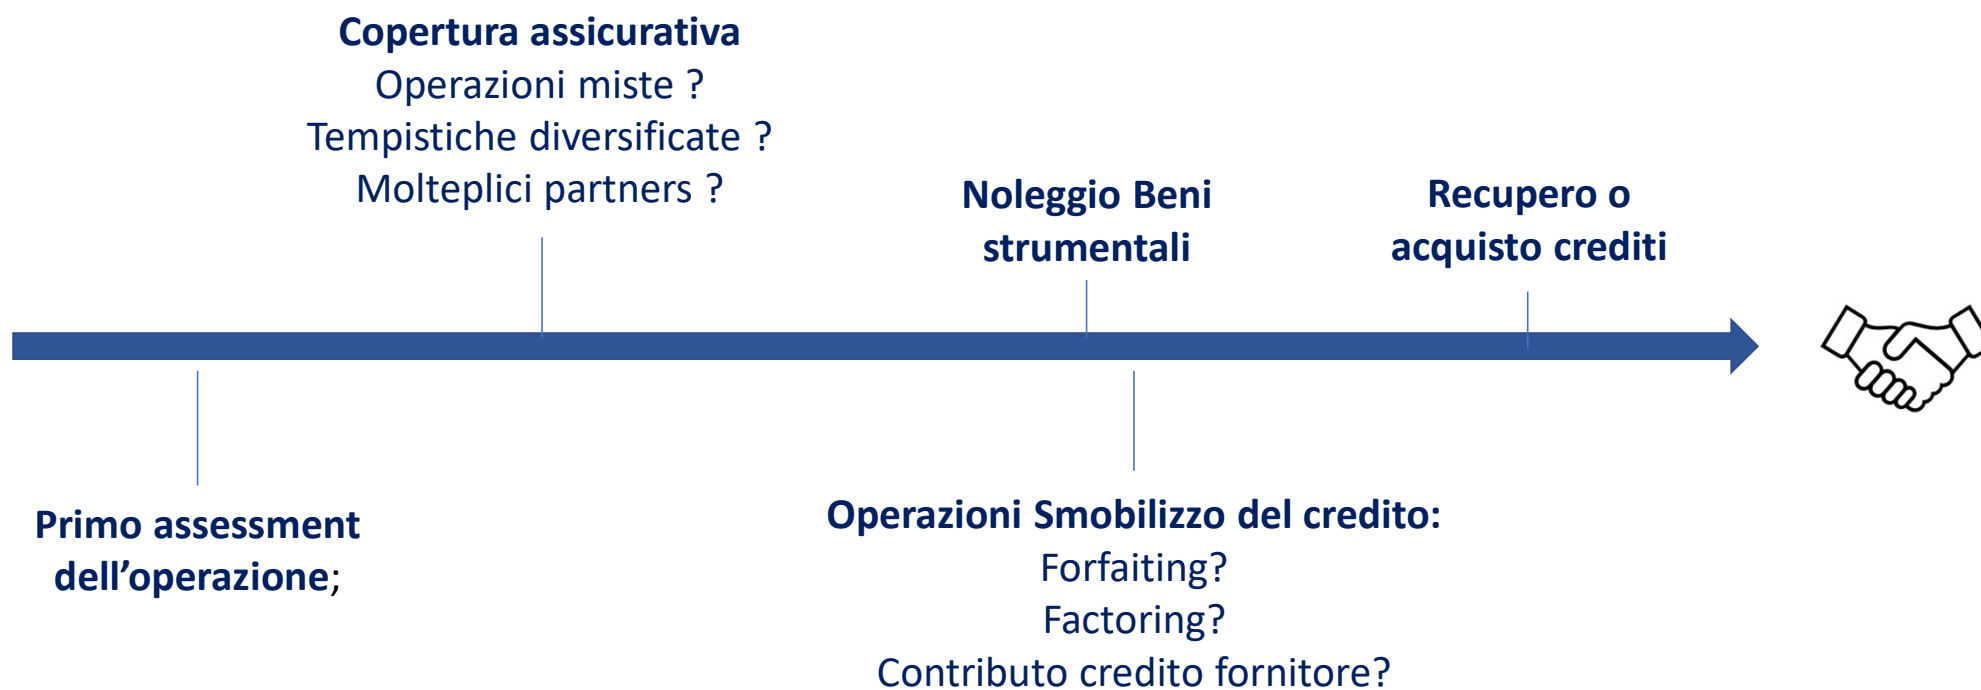 Copertura assicurativa
Operazioni miste ?
Tempistiche diversificate ?
Molteplici partners ?
Noleggio Beni
strumentali
Recupero o
acquisto crediti
Primo assessment
dell’operazione;
Operazioni Smobilizzo del credito:
Forfaiting?
Factoring?
Contributo credito fornitore?